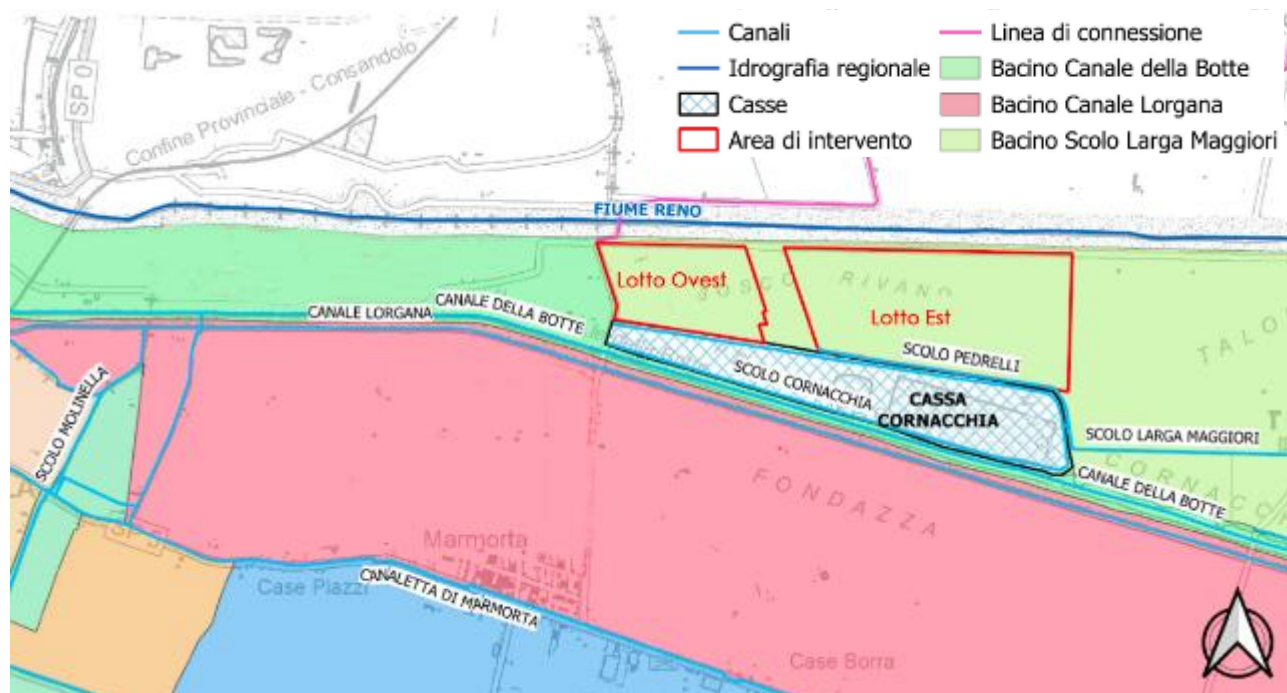 Canali
Linea di connessione
Idrografia regionale
Bacino Canale della Botte
Casse
Bacino Canale Lorgana
Area di intervento
Bacino Scolo Larga Maggiori
SP 0
Confine Provinciale - Consandolo
FIUME RENO
Lotto Ovest
BOSCO RIVANO
Lotto Est
CANALE LORGANA
CANALE DELLA BOTTE
SCOLO PEDRELLI
SCOLO CORNACCHIA
CASSA
CORNACCHIA
SCOLO LARGA MAGGIORI
CANALE DELLA BOTTE
SCOLO MOLINELLA
FONDAZZA
Marmorta
Case Piazzi
CANALETTA DI MARMORTA
Case Borra